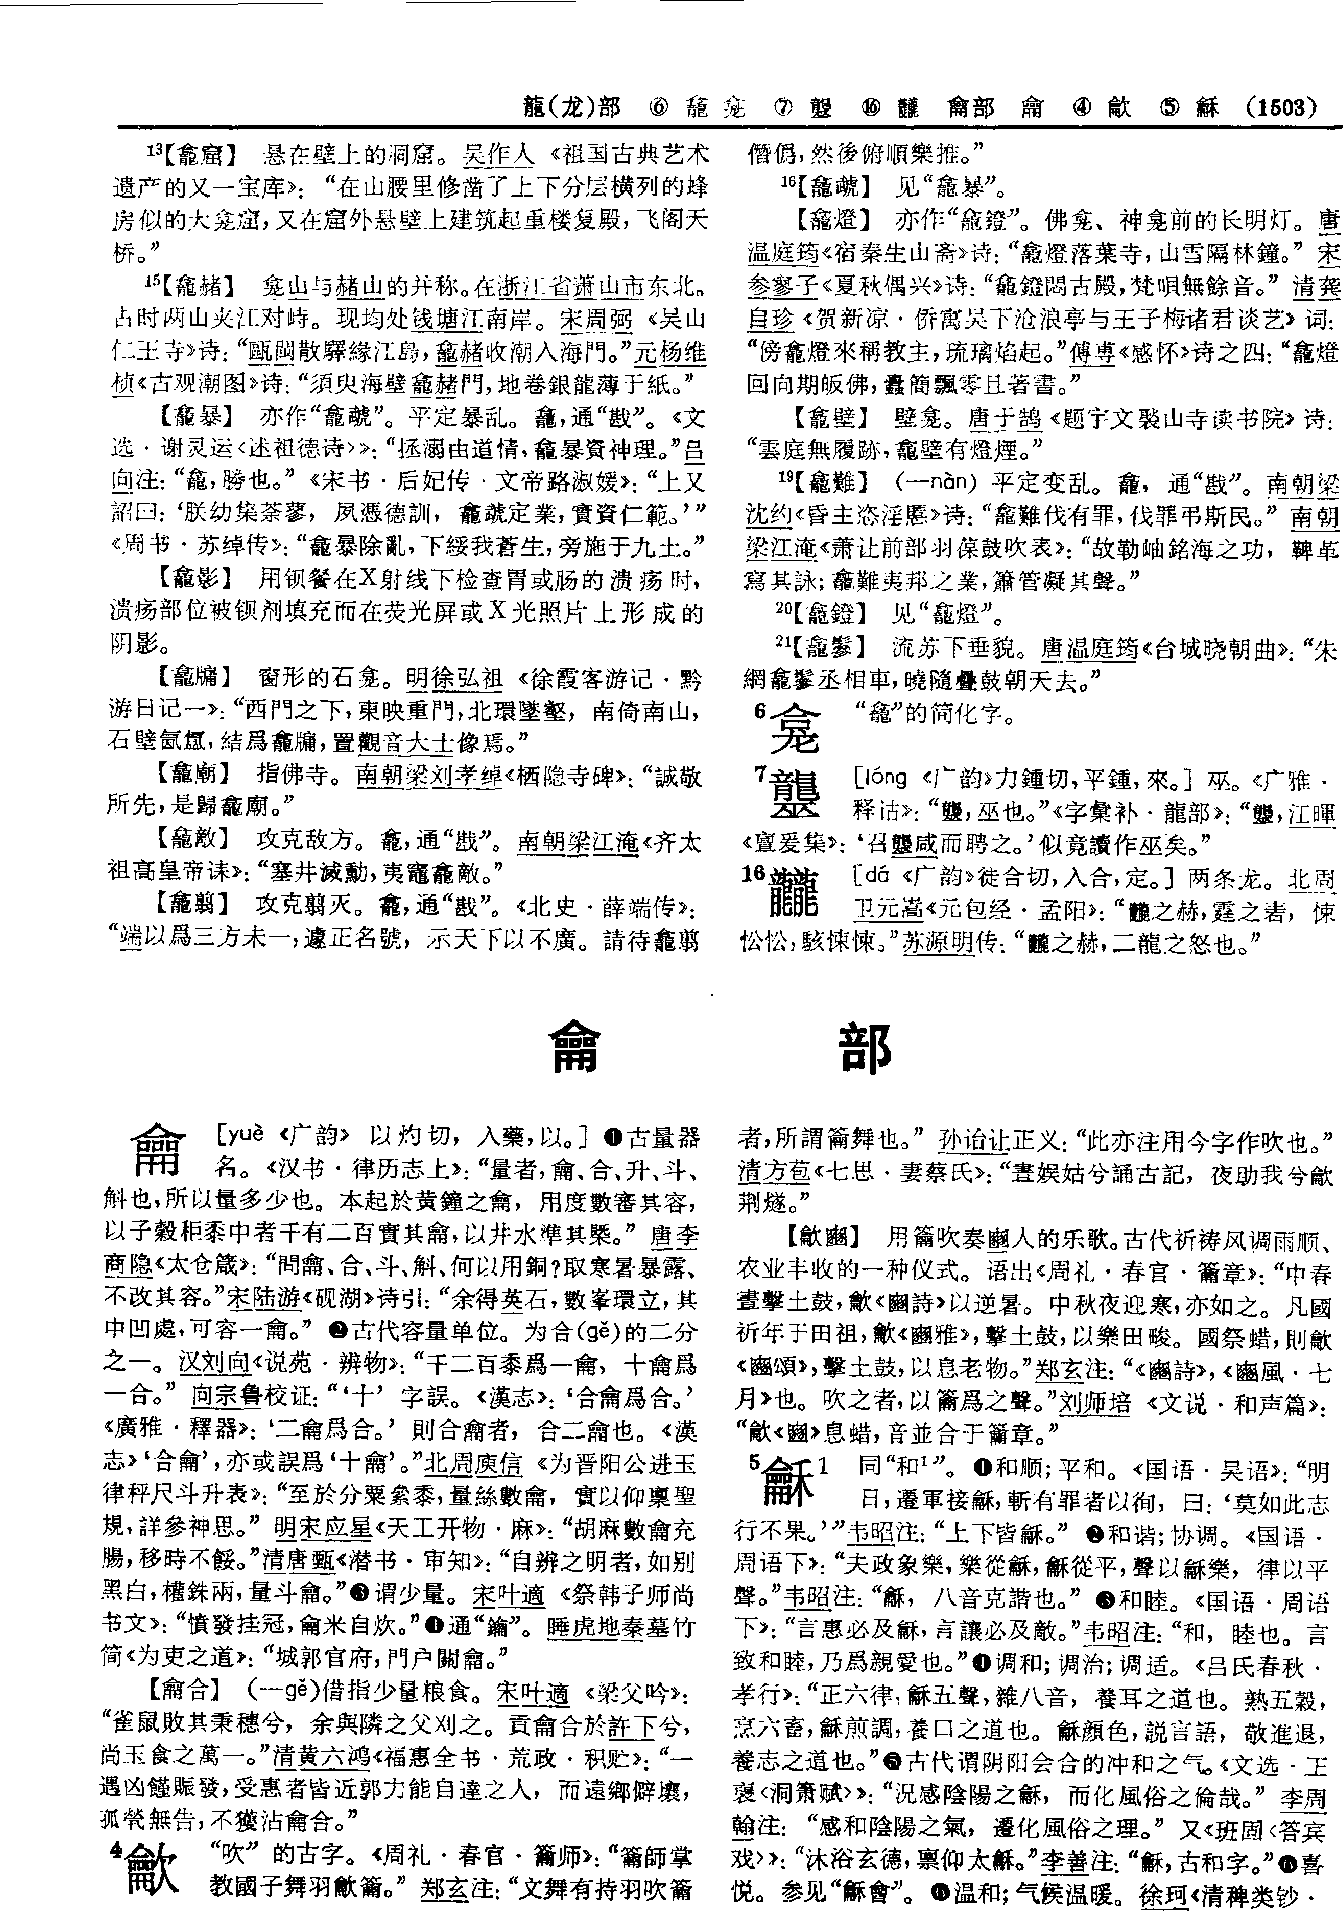 龍(龙)部 ⑥ 龕 龛 ⑦ 龔 ⑯ 龖 龠部 龠 ④ 龡 ⑤ 龢 (1503)
¹³【龕窟】 悬在壁上的洞窟。吴作人《祖国古典艺术
遗产的又一宝库》：“在山腰里修凿了上下分层横列的蜂
房似的大龛窟，又在窟外悬壁上建筑起重楼复殿，飞阁天
桥。”
¹⁵【龕赭】 龛山与赭山的并称。在浙江省萧山市东北。
古时两山夹江对峙。现均处钱塘江南岸。宋周弼《吴山
仁王寺》诗：“甌閩散驛緣江島，龕赭收潮入海門。”元杨维
桢《古观潮图》诗：“須臾海壁龕赭門，地卷銀龍薄于紙。”
【龕暴】 亦作“龕虣”。平定暴乱。龕，通“戡”。《文
选·谢灵运〈述祖德诗〉》：“拯溺由道情，龕暴資神理。”吕
向注：“龕，勝也。”《宋书·后妃传·文帝路淑媛》：“上又
詔曰：‘朕幼集荼蓼，夙憑德訓，龕虣定業，實資仁範。’”
《周书·苏绰传》：“龕暴除亂，下綏我蒼生，旁施于九土。”
【龕影】 用钡餐在X射线下检查胃或肠的溃疡时，
溃疡部位被钡剂填充而在荧光屏或X光照片上形成的
阴影。
【龕牖】 窗形的石龛。明徐弘祖《徐霞客游记·黔
游日记一》：“西門之下，東映重門，北環墜壑，南倚南山，
石壁氤氲，結爲龕牖，置觀音大士像焉。”
【龕廟】 指佛寺。南朝梁刘孝绰《栖隐寺碑》：“誠敬
所先，是歸龕廟。”
【龕敵】 攻克敌方。龕，通“戡”。南朝梁江淹《齐太
祖高皇帝诔》：“塞井滅勳，夷竈龕敵。”
【龕翦】 攻克翦灭。龕，通“戡”。《北史·薛端传》：
“端以爲三方未一，遽正名號，示天下以不廣。請待龕翦
僭僞，然後俯順樂推。”
¹⁶【龕虣】 见“龕暴”。
【龕燈】 亦作“龕鐙”。佛龛、神龛前的长明灯。唐
温庭筠《宿秦生山斋》诗：“龕燈落葉寺，山雪隔林鐘。”宋
参寥子《夏秋偶兴》诗：“龕鐙悶古殿，梵唄無餘音。”清龚
自珍《贺新凉·侨寓吴下沧浪亭与王子梅诸君谈艺》词：
“傍龕燈來稱教主，琉璃焰起。”傅尃《感怀》诗之四：“龕燈
回向期皈佛，蠹簡飄零且著書。”
【龕壁】 壁龛。唐于鹄《题宇文褧山寺读书院》诗：
“雲庭無履跡，龕壁有燈煙。”
¹⁹【龕難】 (—nàn) 平定变乱。龕，通“戡”。南朝梁
沈约《昏主恣淫慝》诗：“龕難伐有罪，伐罪弔斯民。”南朝
梁江淹《萧让前部羽葆鼓吹表》：“故勒岫銘海之功，鞞革
寫其詠；龕難夷邦之業，簫管凝其聲。”
²⁰【龕鐙】 见“龕燈”。
²¹【龕鬖】 流苏下垂貌。唐温庭筠《台城晓朝曲》：“朱
網龕鬖丞相車，曉隨疊鼓朝天去。”
6 龛 “龕”的简化字。
7 龒 [lóng 《广韵》力鍾切，平鍾，來。] 巫。《广雅·
释诂》：“龒，巫也。”《字彙补·龍部》：“龒，江暉
《亶爰集》：‘召龒咸而聘之。’似竟讀作巫矣。”
16 龖 [dá 《广韵》徒合切，入合，定。] 两条龙。北周
卫元嵩《元包经·孟阳》：“龖之赫，霆之砉，倲
忪忪，駭悚悚。”苏源明传：“龖之赫，二龍之怒也。”
龠 部
龠 [yuè 《广韵》以灼切，入藥，以。] ❶古量器
名。《汉书·律历志上》：“量者，龠、合、升、斗、
斛也，所以量多少也。本起於黄鐘之龠，用度數審其容，
以子穀秬黍中者千有二百實其龠，以井水準其槩。”唐李
商隐《太仓箴》：“問龠、合、斗、斛、何以用銅？取寒暑暴露、
不改其容。”宋陆游《砚湖》诗引：“余得英石，數峯環立，其
中凹處，可容一龠。”❷古代容量单位。为合(gě)的二分
之一。汉刘向《说苑·辨物》：“千二百黍爲一龠，十龠爲
一合。”向宗鲁校证：“‘十’字誤。《漢志》：‘合龠爲合。’
《廣雅·釋器》：‘二龠爲合。’則合龠者，合二龠也。《漢
志》‘合龠’，亦或誤爲‘十龠’。”北周庾信《为晋阳公进玉
律秤尺斗升表》：“至於分粟絫黍，量絲數龠，實以仰稟聖
規，詳參神思。”明宋应星《天工开物·麻》：“胡麻數龠充
腸，移時不餒。”清唐甄《潜书·审知》：“自辨之明者，如别
黑白，權銖兩，量斗龠。”❸谓少量。宋叶適《祭韩子师尚
书文》：“憤發挂冠，龠米自炊。”❹通“鑰”。睡虎地秦墓竹
简《为吏之道》：“城郭官府，門户關龠。”
【龠合】 (—gě)借指少量粮食。宋叶適《梁父吟》：
“雀鼠敗其秉穗兮，余與隣之父刈之。貢龠合於許下兮，
尚玉食之萬一。”清黄六鸿《福惠全书·荒政·积贮》：“一
遇凶饉賑發，受惠者皆近郭力能自達之人，而遠鄉僻壤，
孤煢無告，不獲沾龠合。”
4 龡 “吹”的古字。《周礼·春官·籥师》：“籥師掌
教國子舞羽龡籥。”郑玄注：“文舞有持羽吹籥
者，所謂籥舞也。”孙诒让正义：“此亦注用今字作吹也。”
清方苞《七思·妻蔡氏》：“晝娱姑兮誦古記，夜助我兮龡
荆燧。”
【龡豳】 用籥吹奏豳人的乐歌。古代祈祷风调雨顺、
农业丰收的一种仪式。语出《周礼·春官·籥章》：“中春
晝擊土鼓，龡《豳詩》以逆暑。中秋夜迎寒，亦如之。凡國
祈年于田祖，龡《豳雅》，擊土鼓，以樂田畯。國祭蜡，則龡
《豳頌》，擊土鼓，以息老物。”郑玄注：“《豳詩》，《豳風·七
月》也。吹之者，以籥爲之聲。”刘师培《文说·和声篇》：
“龡《豳》息蜡，音並合于籥章。”
5 龢1 同“和¹”。❶和顺；平和。《国语·吴语》：“明
日，遷軍接龢，斬有罪者以徇，曰：‘莫如此志
行不果。’”韦昭注：“上下皆龢。”❷和谐；协调。《国语·
周语下》：“夫政象樂，樂從龢，龢從平，聲以龢樂，律以平
聲。”韦昭注：“龢，八音克諧也。”❸和睦。《国语·周语
下》：“言惠必及龢，言讓必及敵。”韦昭注：“和，睦也。言
致和睦，乃爲親愛也。”❹调和；调治；调适。《吕氏春秋·
孝行》：“正六律，龢五聲，雜八音，養耳之道也。熟五穀，
烹六畜，龢煎調，養口之道也。龢顔色，説言語，敬進退，
養志之道也。”❺古代谓阴阳会合的冲和之气。《文选·王
褒〈洞箫赋〉》：“況感陰陽之龢，而化風俗之倫哉。”李周
翰注：“感和陰陽之氣，遷化風俗之理。”又《班固〈答宾
戏〉》：“沐浴玄德，禀仰太龢。”李善注：“龢，古和字。”❻喜
悦。参见“龢會”。❼温和；气候温暖。徐珂《清稗类钞·